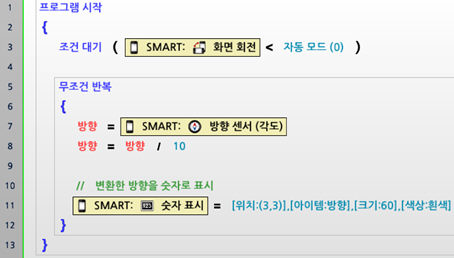 1 프로그램 시작
2 {
3 조건 대기 ( SMART: 화면 회전 < 자동 모드 (0) )
4
5 무조건 반복
6 {
7 방향 = SMART: 방향 센서 (각도)
8 방향 = 방향 / 10
9
10 // 변환한 방향을 숫자로 표시
11 SMART: 123 숫자 표시 = [위치:(3,3)],[아이템:방향],[크기:60],[색상:흰색]
12 }
13 }